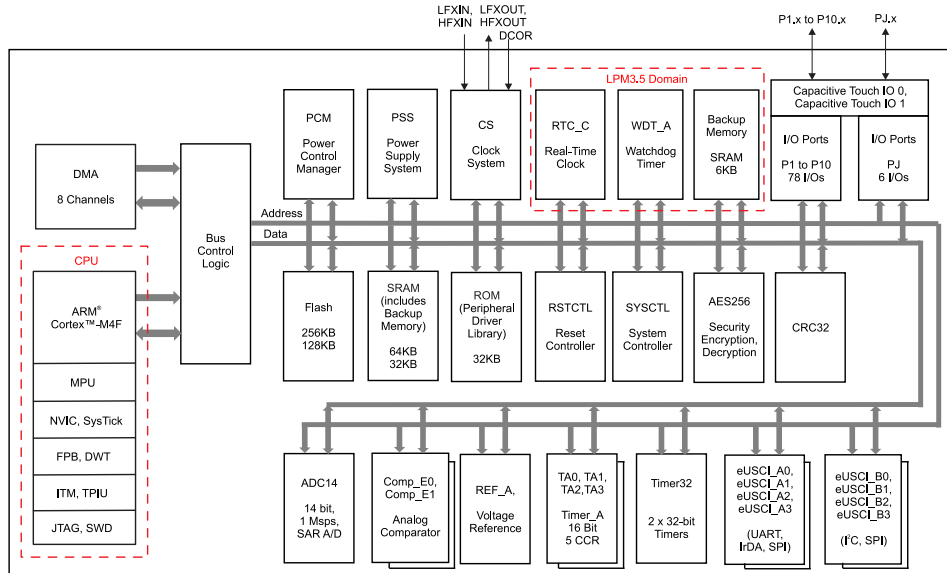 LFXIN,
HFXIN
LFXOUT,
HFXOUT
DCOR
P1.x to P10.x
PJ.x
LPM3.5 Domain
Capacitive Touch IO 0,
Capacitive Touch IO 1
PCM
Power
Control
Manager
PSS
Power
Supply
System
CS
Clock
System
RTC_C
Real-Time
Clock
WDT_A
Watchdog
Timer
Backup
Memory
SRAM
6KB
I/O Ports
P1 to P10
78 I/Os
I/O Ports
PJ
6 I/Os
DMA
8 Channels
Bus
Control
Logic
Address
Data
CPU
ARM®
Cortex™-M4F
MPU
NVIC, SysTick
FPB, DWT
ITM, TPIU
JTAG, SWD
Flash
256KB
128KB
SRAM
(includes
Backup
Memory)
64KB
32KB
ROM
(Peripheral
Driver
Library)
32KB
RSTCTL
Reset
Controller
SYSCTL
System
Controller
AES256
Security
Encryption,
Decryption
CRC32
ADC14
14 bit,
1 Msps,
SAR A/D
Comp_E0,
Comp_E1
Analog
Comparator
REF_A,
Voltage
Reference
TA0, TA1,
TA2,TA3
Timer_A
16 Bit
5 CCR
Timer32
2 x 32-bit
Timers
eUSCI_A0,
eUSCI_A1,
eUSCI_A2,
eUSCI_A3
(UART,
IrDA, SPI)
eUSCI_B0,
eUSCI_B1,
eUSCI_B2,
eUSCI_B3
(I²C, SPI)